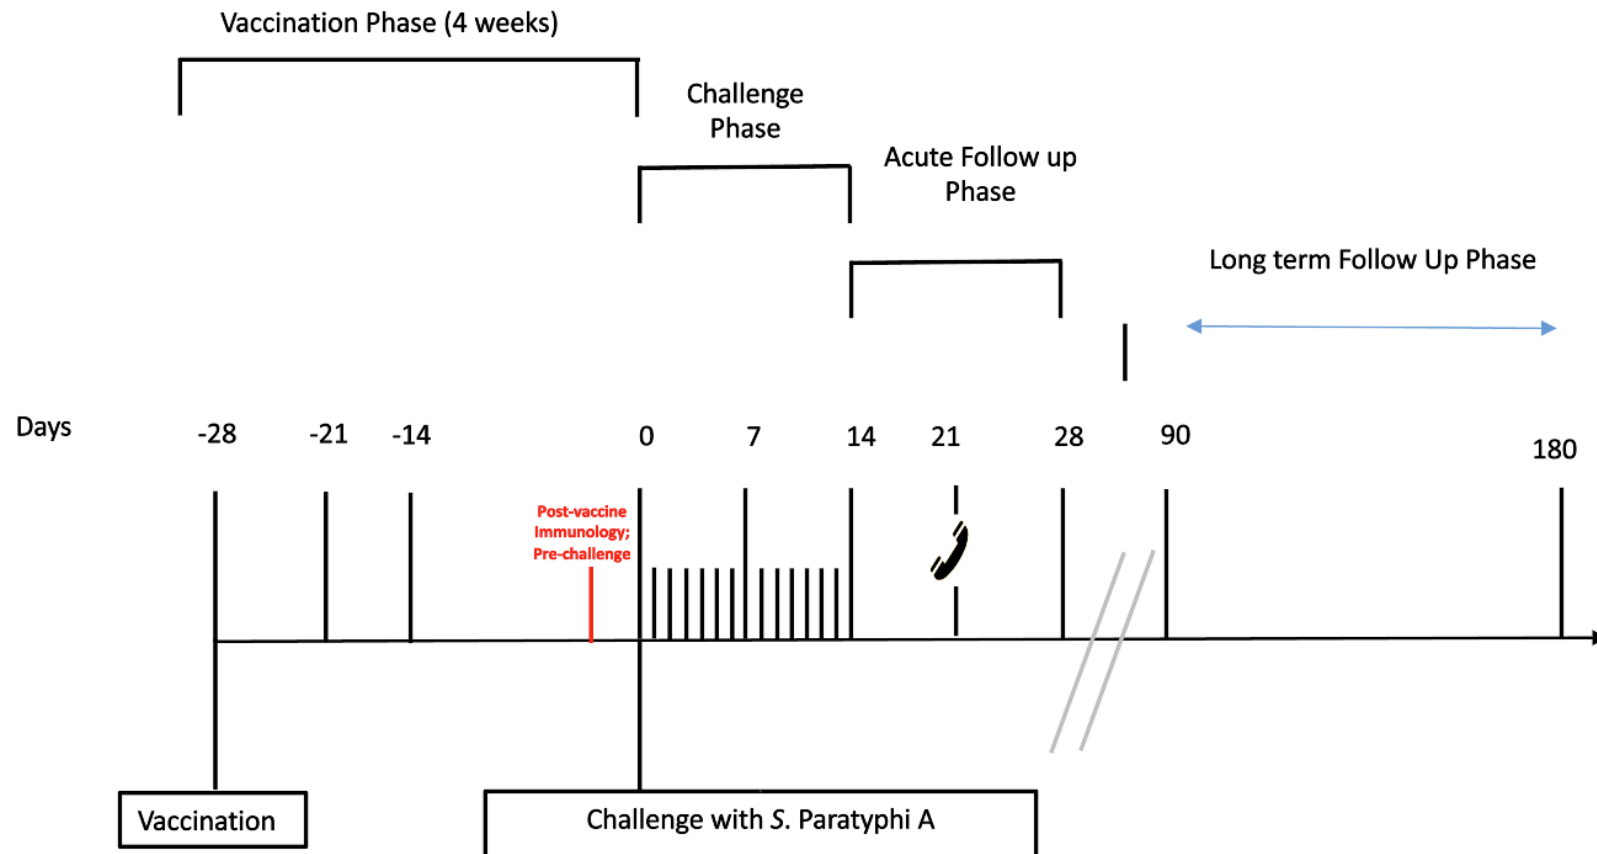 Vaccination Phase (4 weeks)
Challenge
Phase
Acute Follow up
Phase
Long term Follow Up Phase
Days
-28
-21
-14
0
7
14
21
28
90
180
Post-vaccine
Immunology;
Pre-challenge
Vaccination
Challenge with S. Paratyphi A